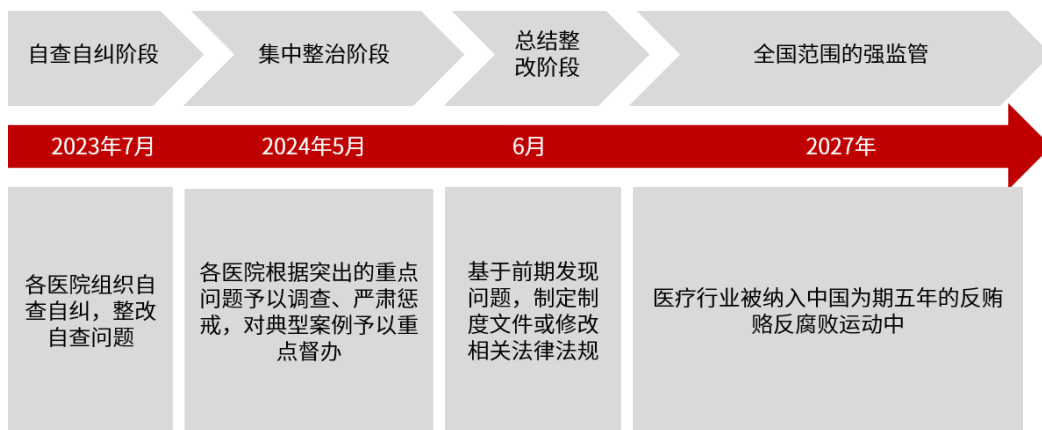 自查自纠阶段
集中整治阶段
总结整
改阶段
全国范围的强监管
2023年7月
2024年5月
6月
2027年
各医院组织自
查自纠，整改
自查问题
各医院根据突出的重点
问题予以调查、严肃惩
戒，对典型案例予以重
点督办
基于前期发现
问题，制定制
度文件或修改
相关法律法规
医疗行业被纳入中国为期五年的反贿
赂反腐败运动中